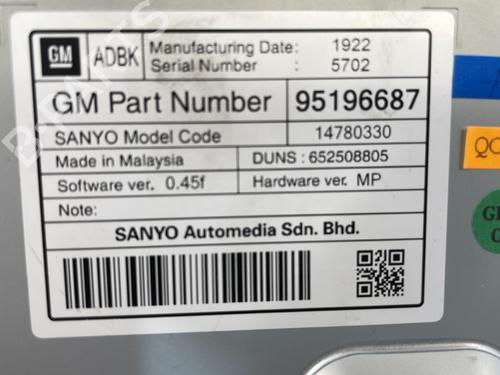 GM ADBK Manufacturing Date: 1922
Serial Number : 5702
GM Part Number 95196687
SANYO Model Code 14780330
Made in Malaysia DUNS : 652508805
Software ver. 0.45f Hardware ver. MP
Note:
SANYO Automedia Sdn. Bhd.